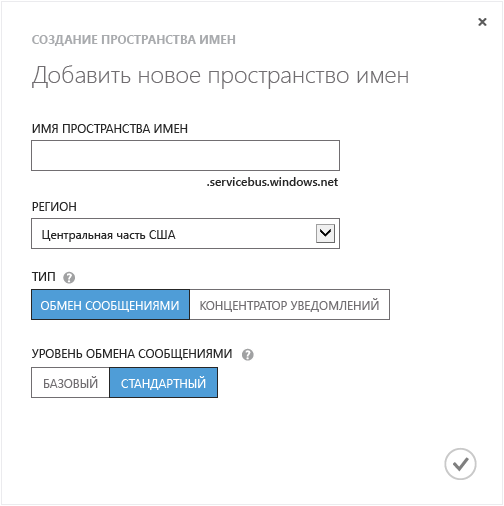 СОЗДАНИЕ ПРОСТРАНСТВА ИМЕН
Добавить новое пространство имен
ИМЯ ПРОСТРАНСТВА ИМЕН
.servicebus.windows.net
РЕГИОН
Центральная часть США
ТИП ?
ОБМЕН СООБЩЕНИЯМИ КОНЦЕНТРАТОР УВЕДОМЛЕНИЙ
УРОВЕНЬ ОБМЕНА СООБЩЕНИЯМИ ?
БАЗОВЫЙ СТАНДАРТНЫЙ